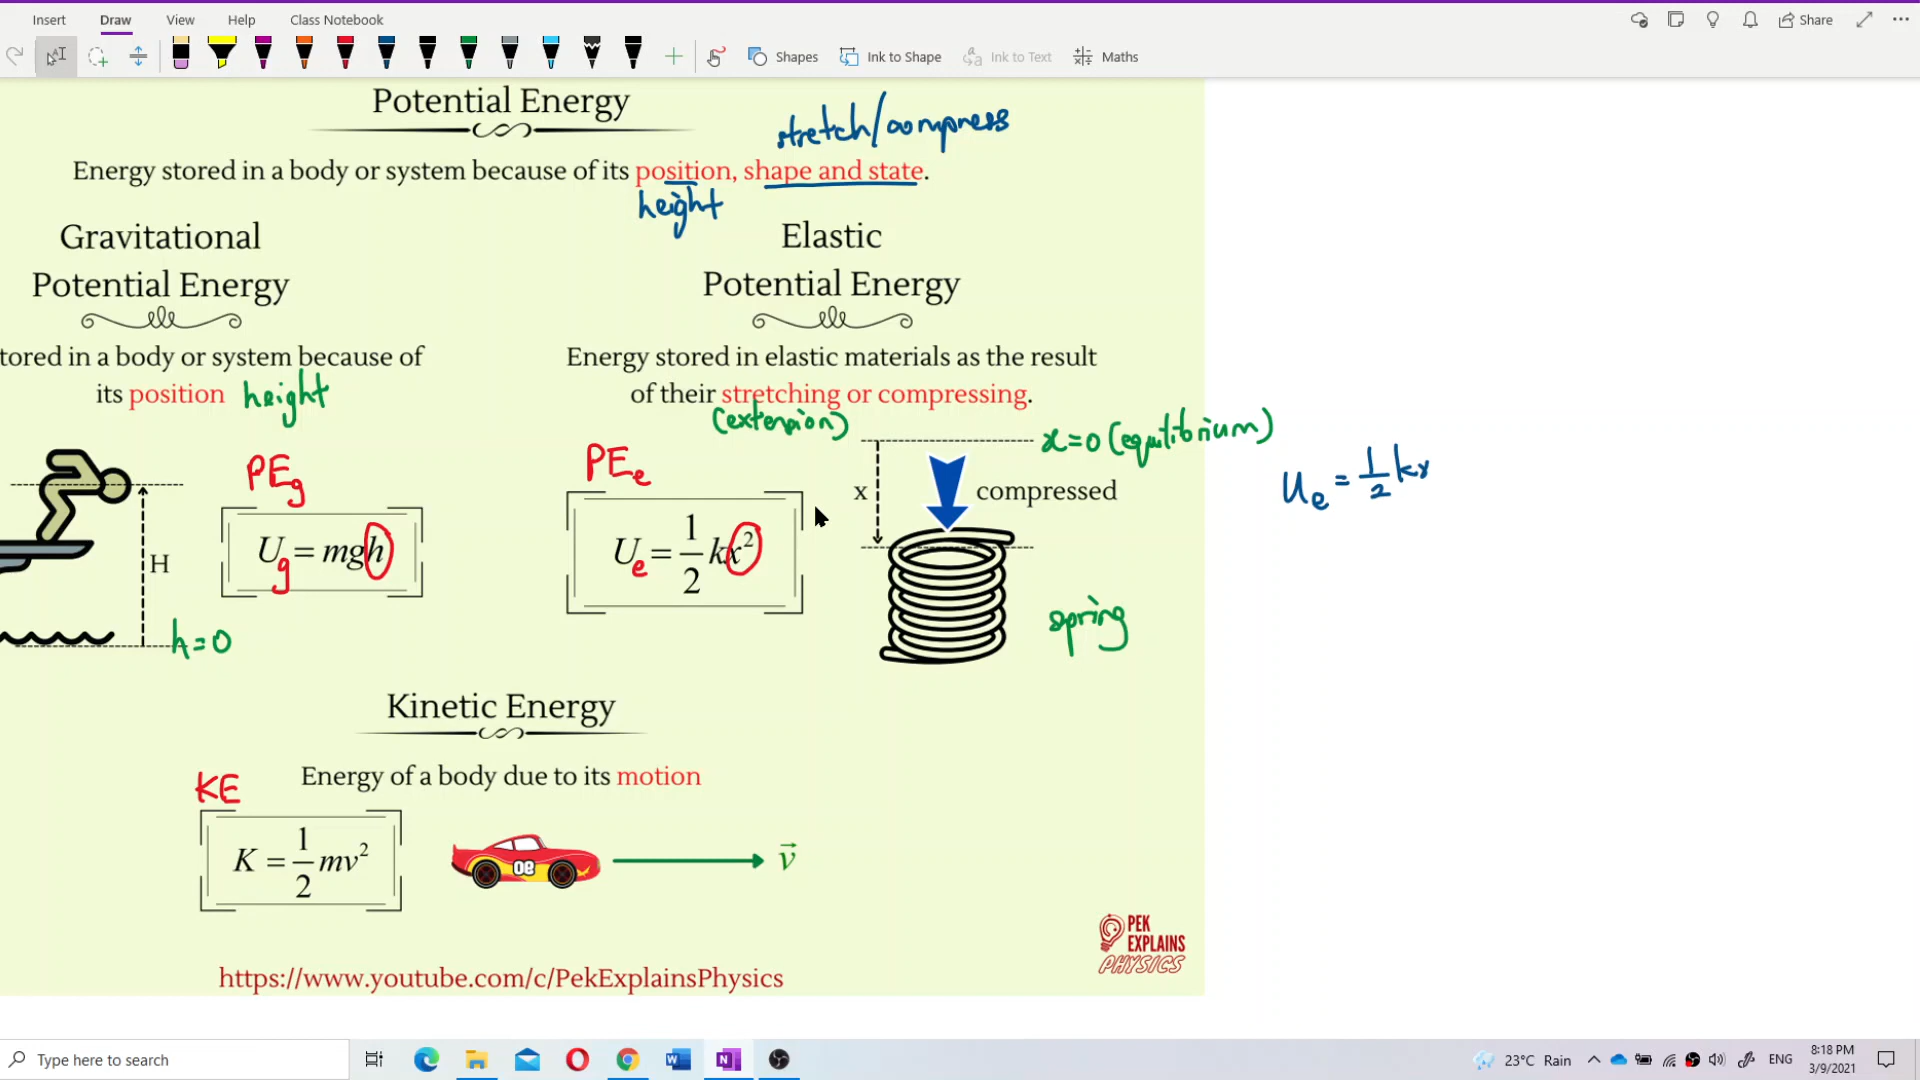 Insert Draw View Help Class Notebook Share
Shapes Ink to Shape Ink to Text Maths
Potential Energy
stretch/compress
Energy stored in a body or system because of its position, shape and state.
height
Gravitational
Potential Energy
tored in a body or system because of
its position height
PEg
Ug = mgh
H
h=0
Elastic
Potential Energy
Energy stored in elastic materials as the result
of their stretching or compressing.
(extension)
x=0 (equilibrium)
PEe
Ue = 1/2 kx²
x
compressed
spring
Ue = 1/2 kx
Kinetic Energy
Energy of a body due to its motion
KE
K = 1/2 mv²
v⃗
PEK
EXPLAINS
PHYSICS
https://www.youtube.com/c/PekExplainsPhysics
Type here to search
23°C Rain
ENG
8:18 PM
3/9/2021